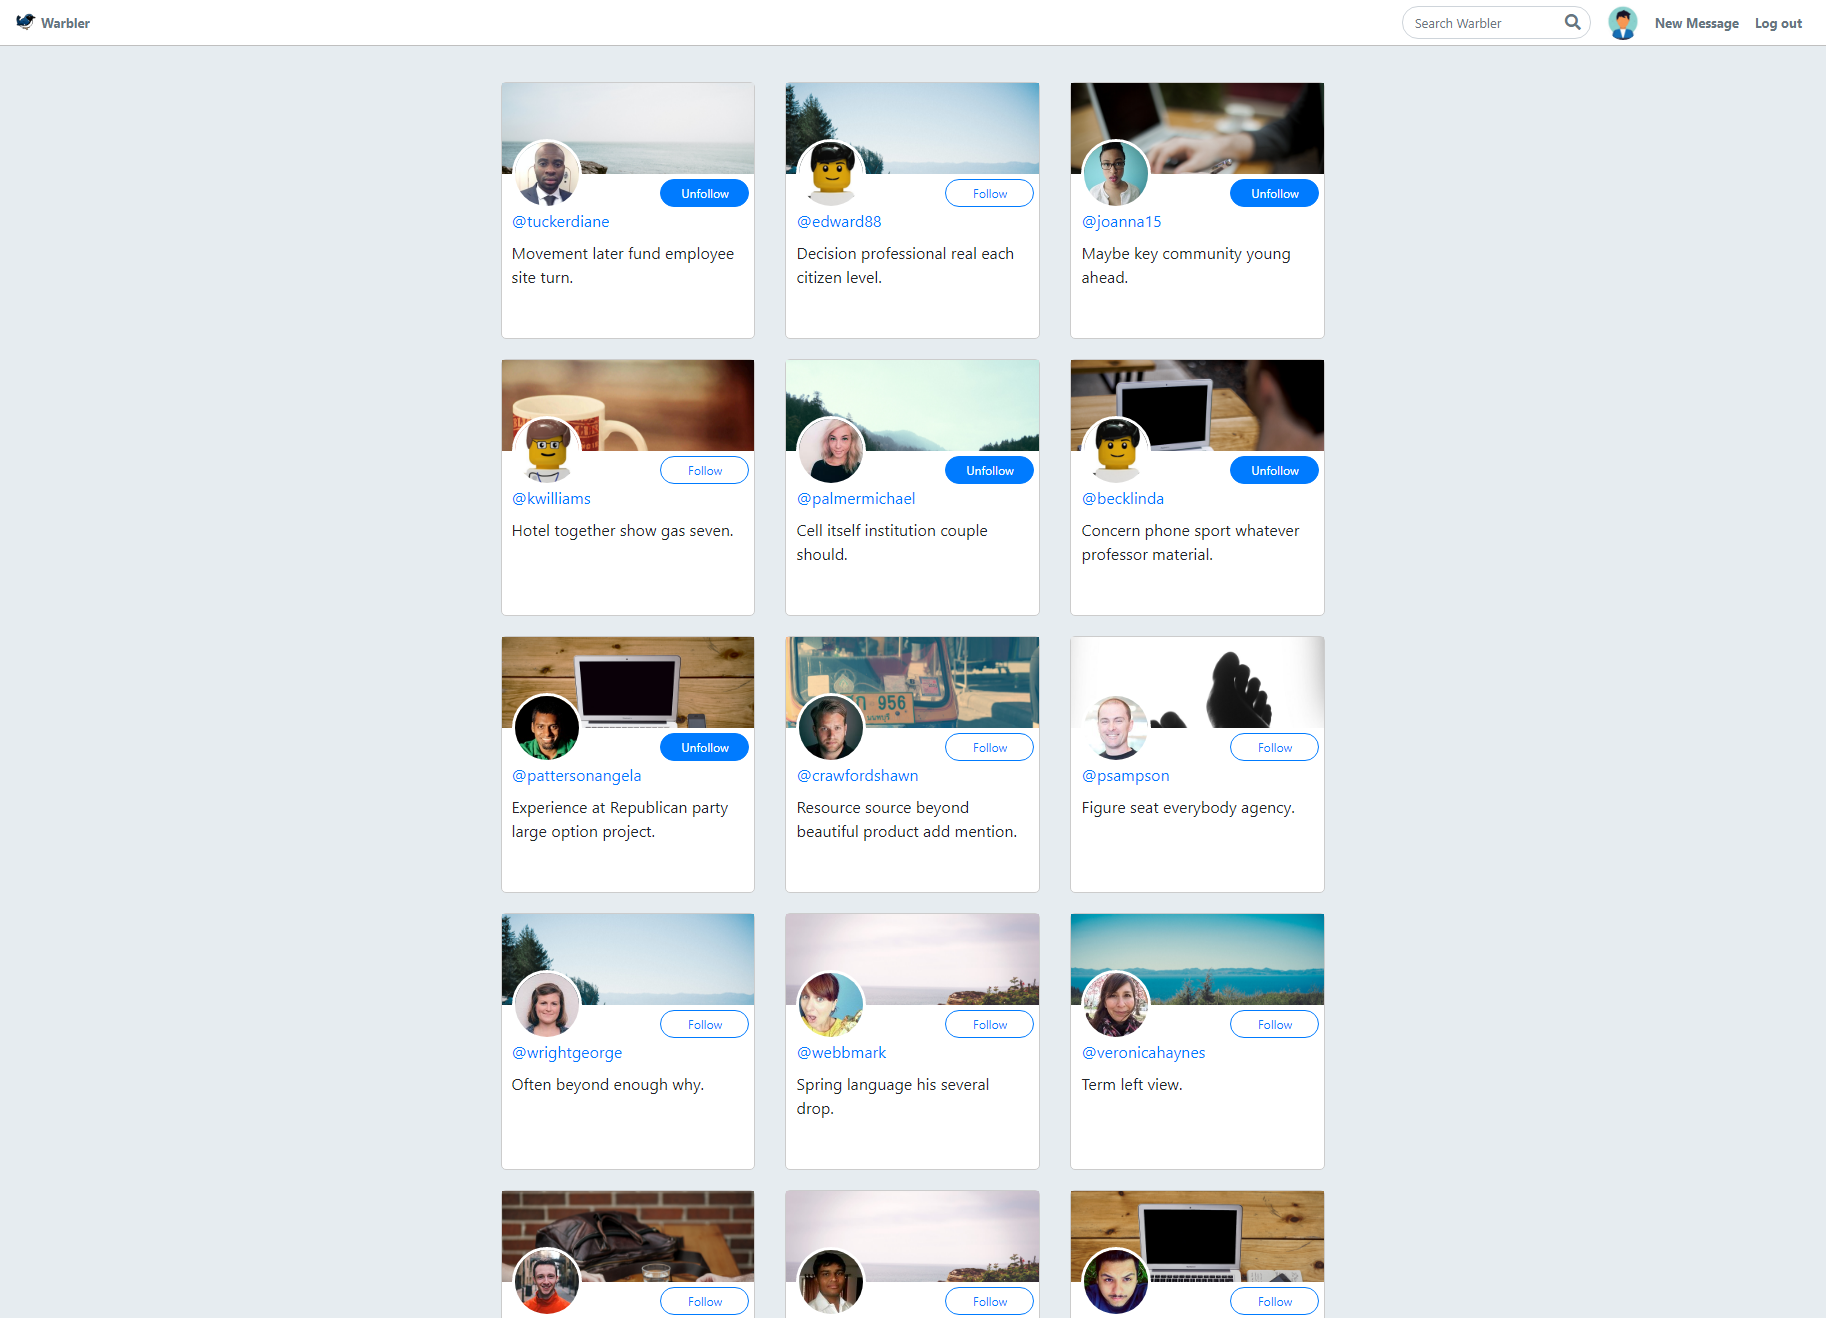 Warbler
Search Warbler
New Message
Log out
Unfollow
@tuckerdiane
Movement later fund employee
site turn.
Follow
@edward88
Decision professional real each
citizen level.
Unfollow
@joanna15
Maybe key community young
ahead.
Follow
@kwilliams
Hotel together show gas seven.
Unfollow
@palmermichael
Cell itself institution couple
should.
Unfollow
@becklinda
Concern phone sport whatever
professor material.
Unfollow
@pattersonangela
Experience at Republican party
large option project.
956
Follow
@crawfordshawn
Resource source beyond
beautiful product add mention.
Follow
@psampson
Figure seat everybody agency.
Follow
@wrightgeorge
Often beyond enough why.
Follow
@webbmark
Spring language his several
drop.
Follow
@veronicahaynes
Term left view.
Follow
Follow
Follow